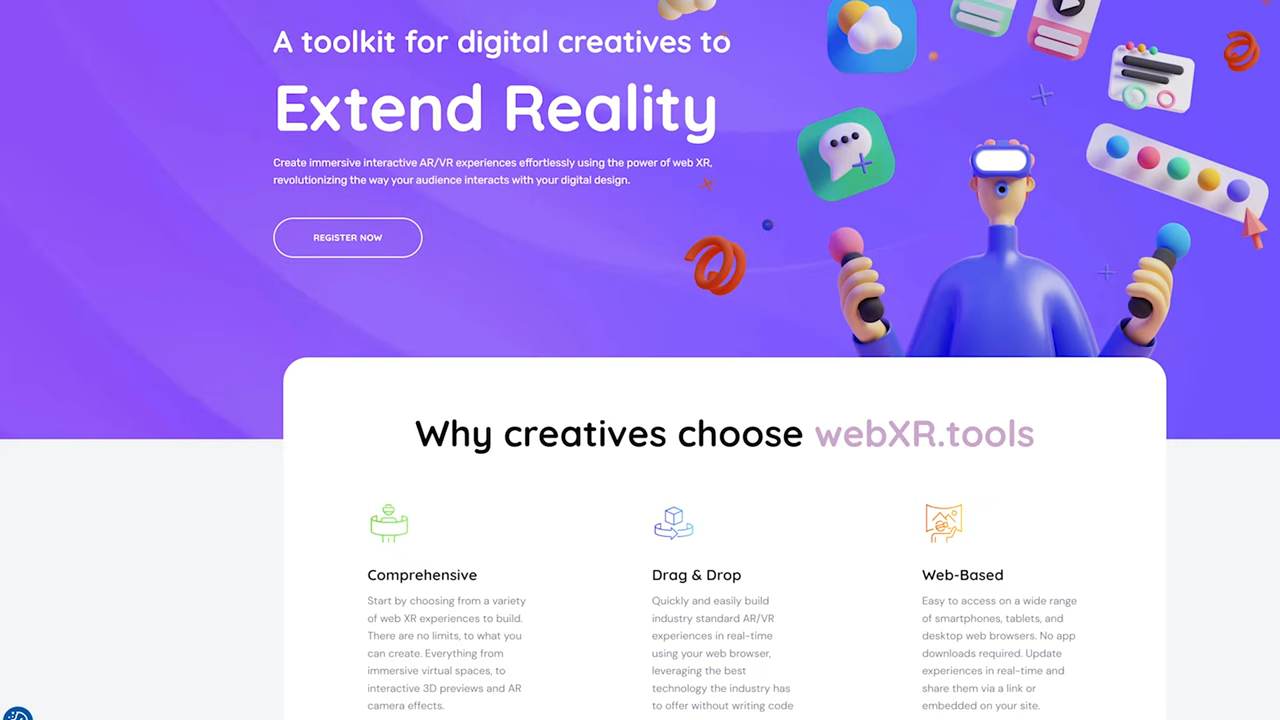 A toolkit for digital creatives to
Extend Reality
Create immersive interactive AR/VR experiences effortlessly using the power of web XR,
revolutionizing the way your audience interacts with your digital design.
REGISTER NOW
Why creatives choose webXR.tools
Comprehensive
Start by choosing from a variety
of web XR experiences to build.
There are no limits, to what you
can create. Everything from
immersive virtual spaces, to
interactive 3D previews and AR
camera effects.
Drag & Drop
Quickly and easily build
industry standard AR/VR
experiences in real-time
using your web browser,
leveraging the best
technology the industry has
to offer without writing code
Web-Based
Easy to access on a wide range
of smartphones, tablets, and
desktop web browsers. No app
downloads required. Update
experiences in real-time and
share them via a link or
embedded on your site.